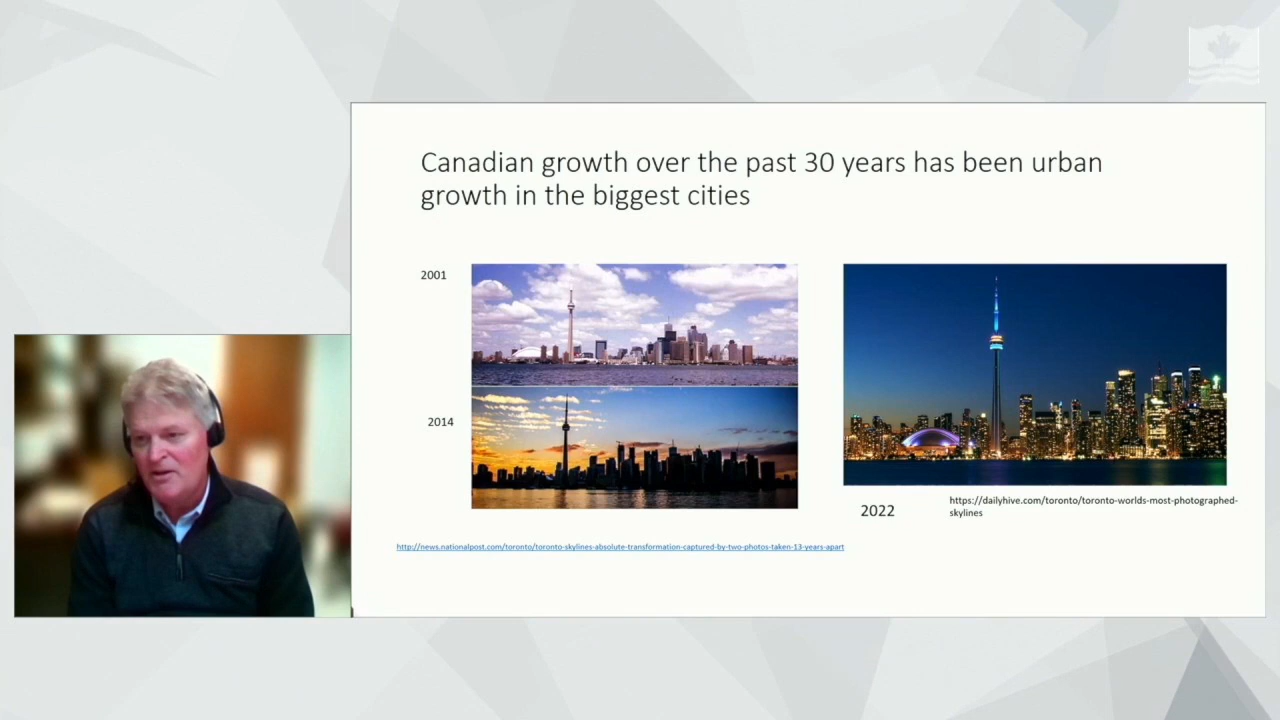 Canadian growth over the past 30 years has been urban
growth in the biggest cities
2001
2014
2022
https://dailyhive.com/toronto/toronto-worlds-most-photographed-
skylines
http://news.nationalpost.com/toronto/toronto-skylines-absolute-transformation-captured-by-two-photos-taken-13-years-apart